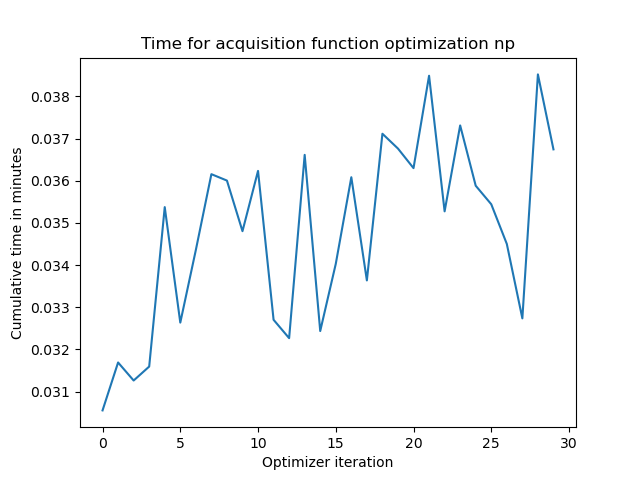 Time for acquisition function optimization np
0.038
0.037
0.036
0.035
0.034
0.033
0.032
0.031
Cumulative time in minutes
0 5 10 15 20 25 30
Optimizer iteration